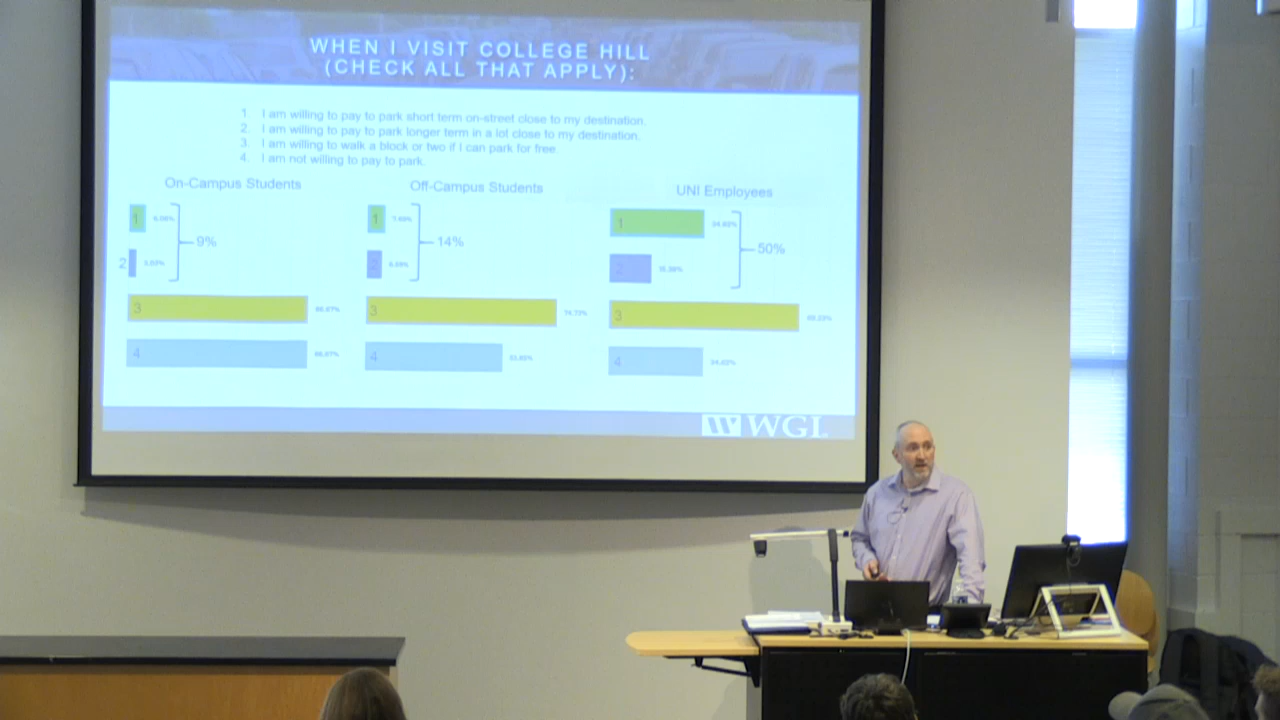 WHEN I VISIT COLLEGE HILL
(CHECK ALL THAT APPLY):
1 I am willing to pay to park short term on-street close to my destination.
2. I am willing to pay to park longer term in a lot close to my destination.
3. I am willing to walk a block or two if I can park for free.
4. I am not willing to pay to park.
On-Campus Students
Off-Campus Students
UNI Employees
1
9%
2
3
4
1
14%
2
3
4
1
50%
2
3
4
WGI